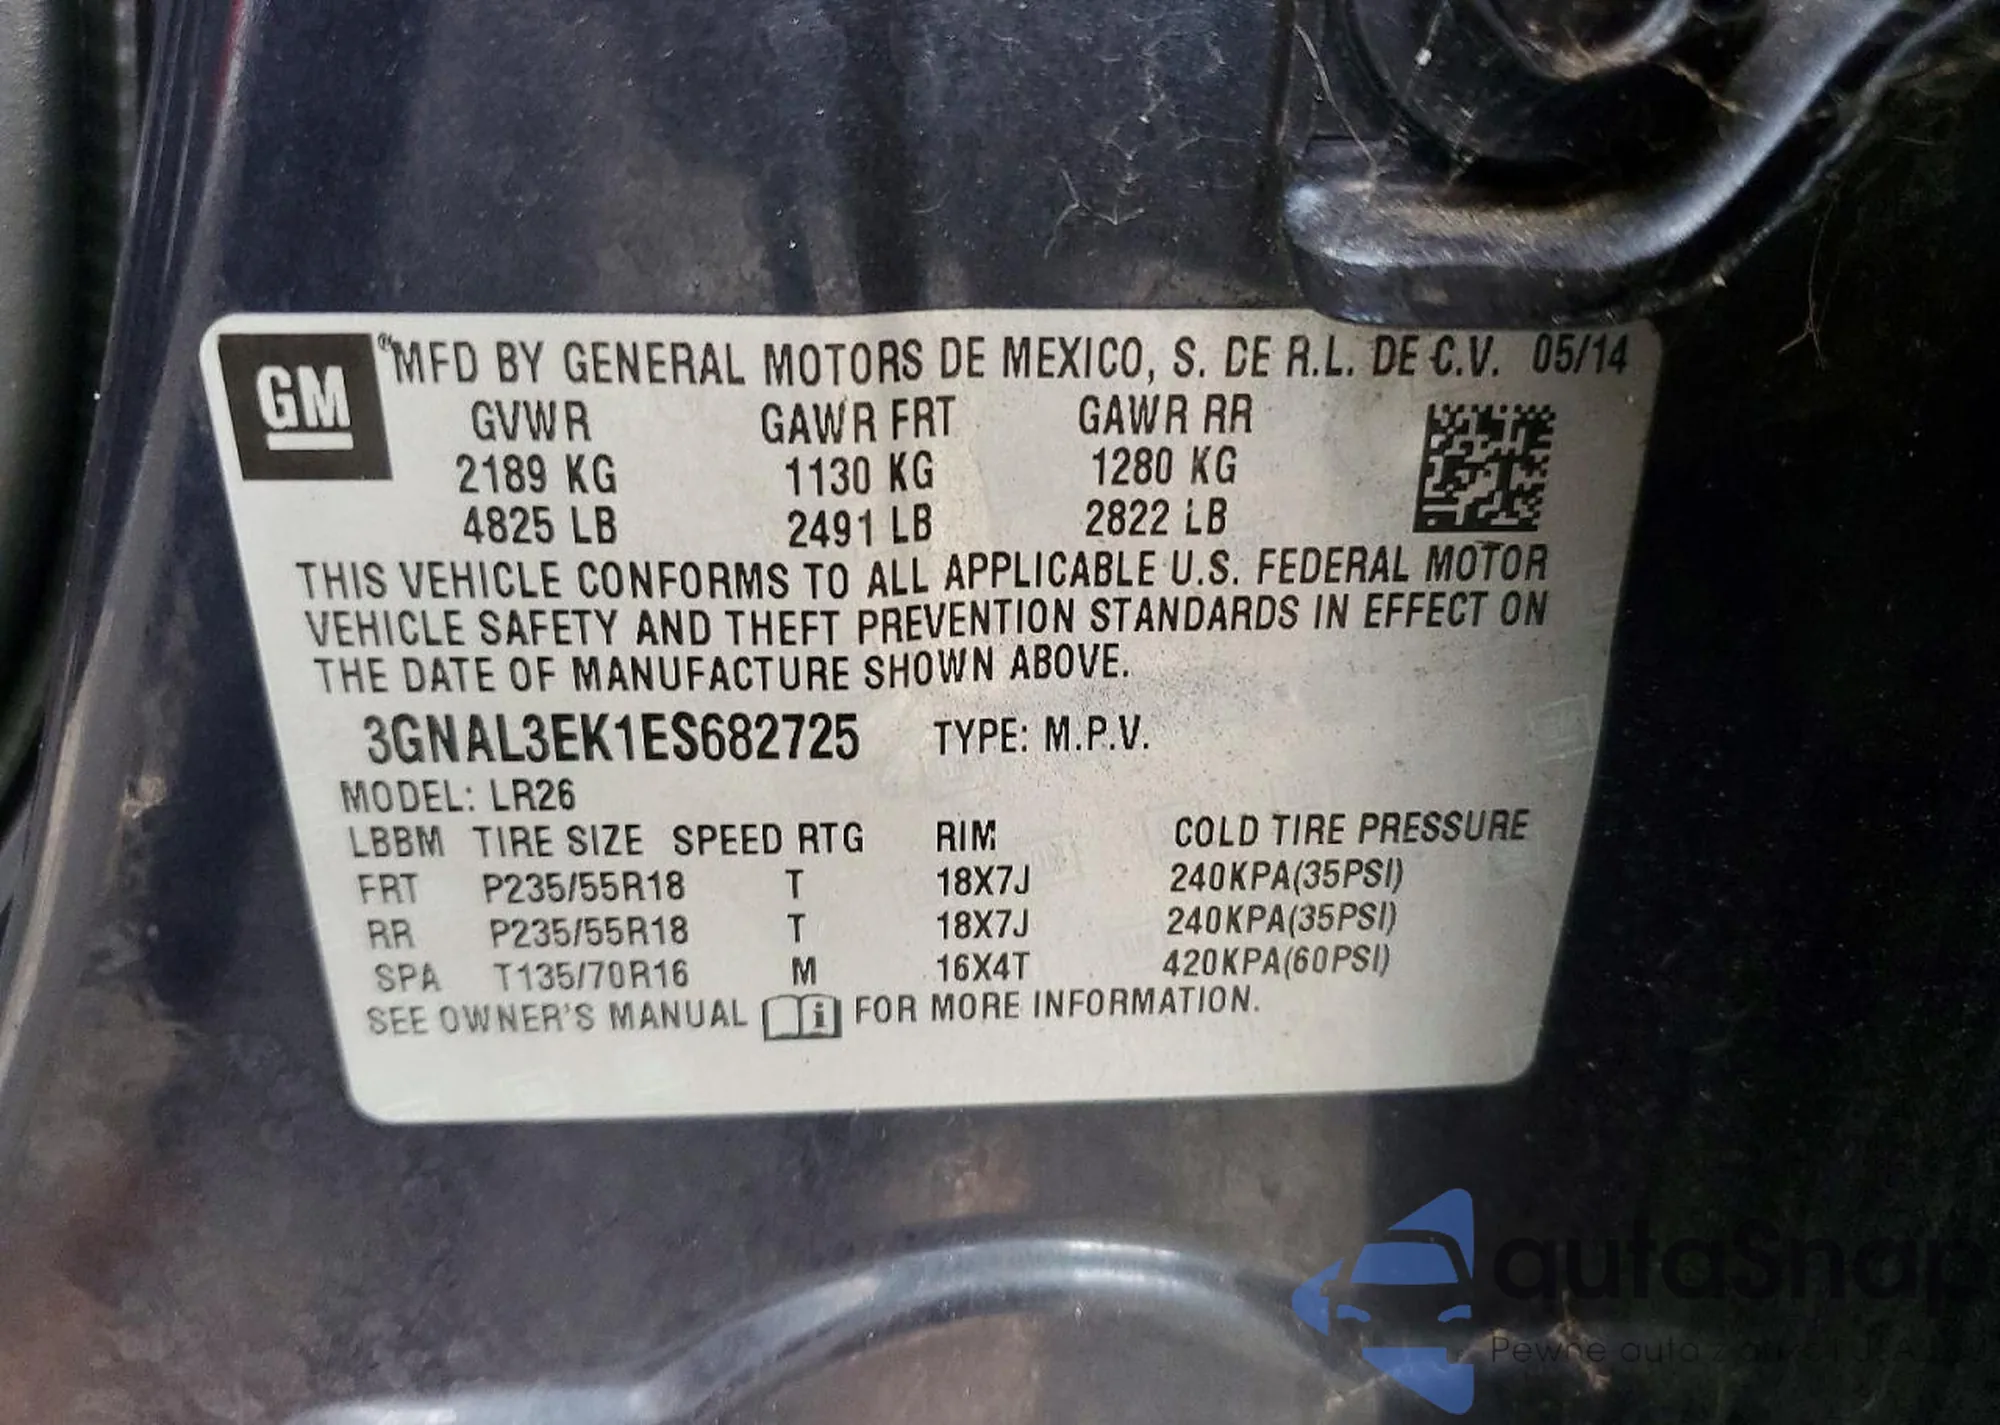 GM
MFD BY GENERAL MOTORS DE MEXICO, S. DE R.L. DE C.V. 05/14
GVWR GAWR FRT GAWR RR
2189 KG 1130 KG 1280 KG
4825 LB 2491 LB 2822 LB
THIS VEHICLE CONFORMS TO ALL APPLICABLE U.S. FEDERAL MOTOR
VEHICLE SAFETY AND THEFT PREVENTION STANDARDS IN EFFECT ON
THE DATE OF MANUFACTURE SHOWN ABOVE.
3GNAL3EK1ES682725 TYPE: M.P.V.
MODEL: LR26
LBBM TIRE SIZE SPEED RTG RIM COLD TIRE PRESSURE
FRT P235/55R18 T 18X7J 240KPA(35PSI)
RR P235/55R18 T 18X7J 240KPA(35PSI)
SPA T135/70R16 M 16X4T 420KPA(60PSI)
SEE OWNER'S MANUAL i FOR MORE INFORMATION.
autaSnap
Pewne auta z